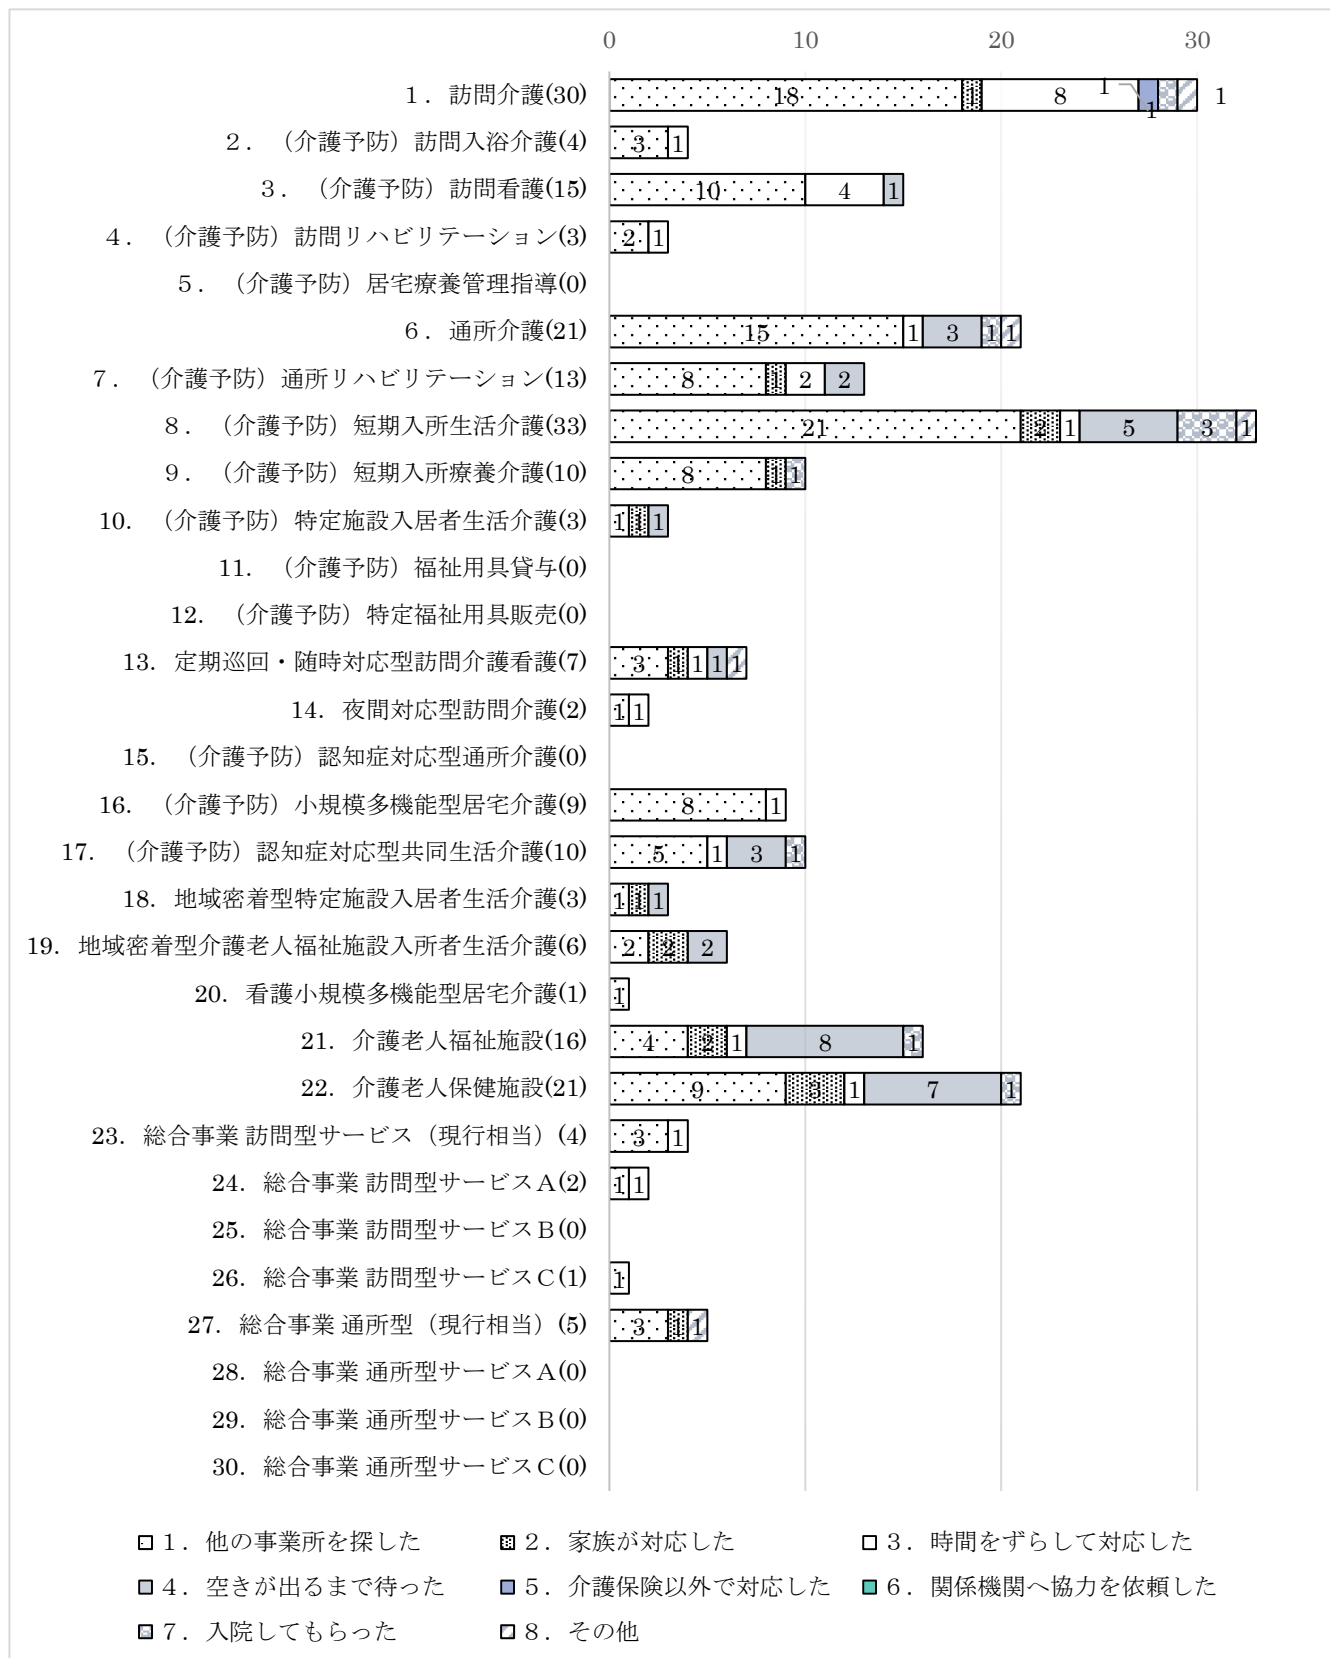 0 10 20 30
1．訪問介護(30) 18 1 8 1 1 1
2．（介護予防）訪問入浴介護(4) 3 1
3．（介護予防）訪問看護(15) 10 4 1
4．（介護予防）訪問リハビリテーション(3) 2 1
5．（介護予防）居宅療養管理指導(0)
6．通所介護(21) 15 1 3 1 1
7．（介護予防）通所リハビリテーション(13) 8 1 2 2
8．（介護予防）短期入所生活介護(33) 21 2 1 5 3 1
9．（介護予防）短期入所療養介護(10) 8 1 1
10．（介護予防）特定施設入居者生活介護(3) 1 1 1
11．（介護予防）福祉用具貸与(0)
12．（介護予防）特定福祉用具販売(0)
13．定期巡回・随時対応型訪問介護看護(7) 3 1 1 1 1
14．夜間対応型訪問介護(2) 1 1
15．（介護予防）認知症対応型通所介護(0)
16．（介護予防）小規模多機能型居宅介護(9) 8 1
17．（介護予防）認知症対応型共同生活介護(10) 5 1 3 1
18．地域密着型特定施設入居者生活介護(3) 1 1 1
19．地域密着型介護老人福祉施設入所者生活介護(6) 2 2 2
20．看護小規模多機能型居宅介護(1) 1
21．介護老人福祉施設(16) 4 2 1 8 1
22．介護老人保健施設(21) 9 3 1 7 1
23．総合事業 訪問型サービス（現行相当）(4) 3 1
24．総合事業 訪問型サービスＡ(2) 1 1
25．総合事業 訪問型サービスＢ(0)
26．総合事業 訪問型サービスＣ(1) 1
27．総合事業 通所型（現行相当）(5) 3 1 1
28．総合事業 通所型サービスＡ(0)
29．総合事業 通所型サービスＢ(0)
30．総合事業 通所型サービスＣ(0)
１．他の事業所を探した ２．家族が対応した ３．時間をずらして対応した
４．空きが出るまで待った ５．介護保険以外で対応した ６．関係機関へ協力を依頼した
７．入院してもらった ８．その他